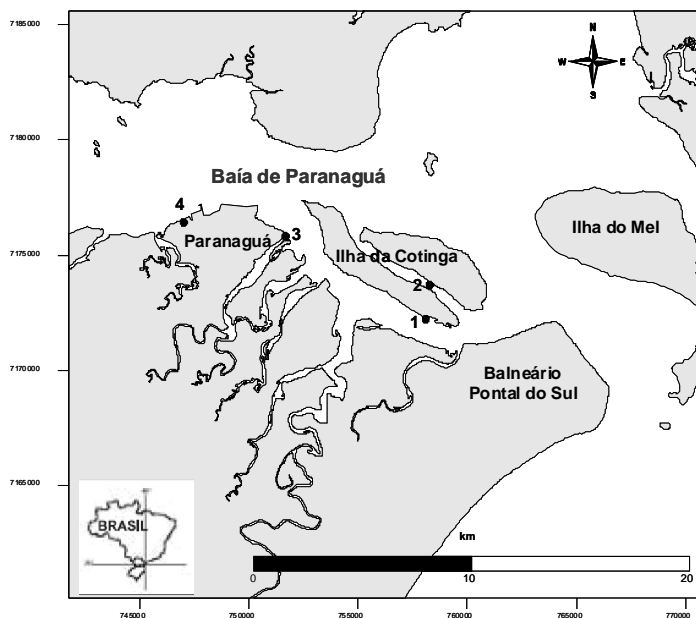 7185000
N
W E
S
7180000
Baía de Paranaguá
4
Ilha do Mel
3
Paranaguá
7175000
Ilha da Cotinga
2
1
7170000
Balneário
Pontal do Sul
7165000
BRASIL
km
0 10 20
745000 750000 755000 760000 765000 770000